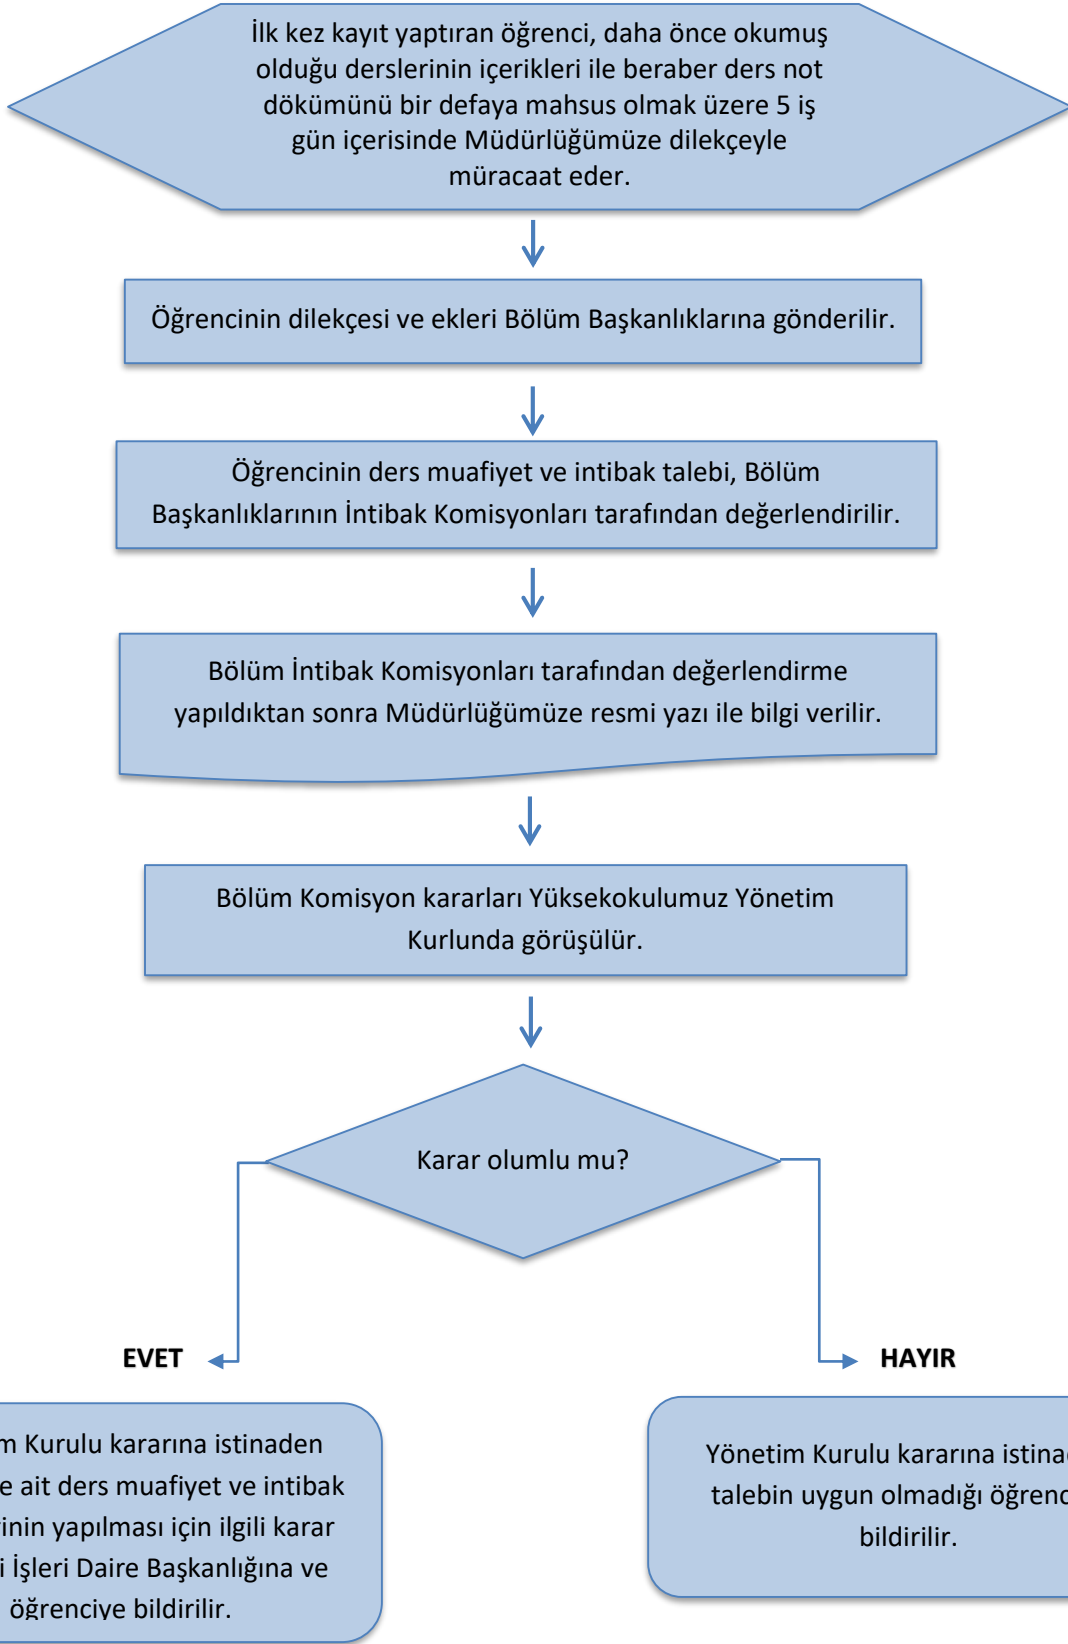 İlk kez kayıt yaptıran öğrenci, daha önce okumuş
olduğu derslerinin içerikleri ile beraber ders not
dökümünü bir defaya mahsus olmak üzere 5 iş
gün içerisinde Müdürlüğümüze dilekçeyle
müracaat eder.
Öğrencinin dilekçesi ve ekleri Bölüm Başkanlıklarına gönderilir.
Öğrencinin ders muafiyet ve intibak talebi, Bölüm
Başkanlıklarının İntibak Komisyonları tarafından değerlendirilir.
Bölüm İntibak Komisyonları tarafından değerlendirme
yapıldıktan sonra Müdürlüğümüze resmi yazı ile bilgi verilir.
Bölüm Komisyon kararları Yüksekokulumuz Yönetim
Kurlunda görüşülür.
Karar olumlu mu?
EVET
HAYIR
Kurulu kararına istinaden
ait ders muafiyet ve intibak
yapılması için ilgili karar
İşleri Daire Başkanlığına ve
öğrenciye bildirilir.
Yönetim Kurulu kararına
talebin uygun olmadığı
bildirilir.